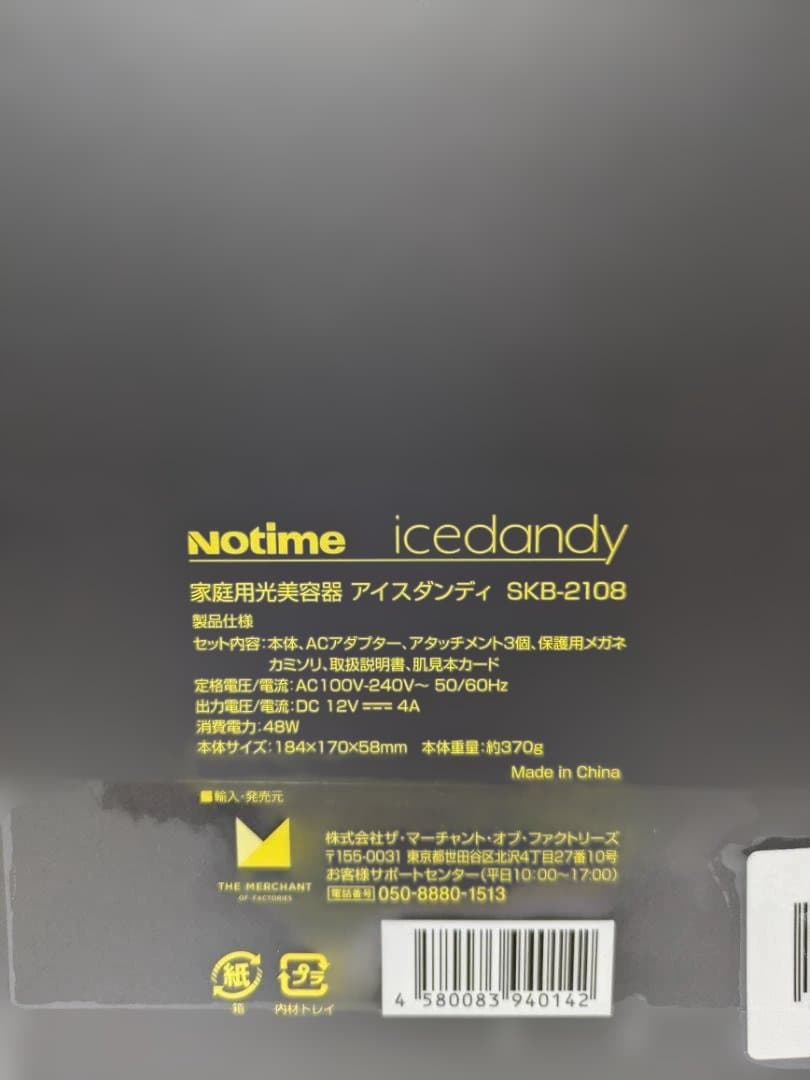 Notime icedandy
家庭用光美容器 アイスダンディ SKB-2108
製品仕様
セット内容:本体、ACアダプター、アタッチメント3個、保護用メガネ
カミソリ、取扱説明書、肌見本カード
定格電圧/電流:AC100V-240V～ 50/60Hz
出力電圧/電流:DC 12V⎓4A
消費電力:48W
本体サイズ:184×170×58mm 本体重量:約370g
Made in China
■輸入・発売元
株式会社ザ・マーチャント・オブ・ファクトリーズ
〒155-0031 東京都世田谷区北沢4丁目27番10号
お客様サポートセンター(平日10:00～17:00)
電話番号 050-8880-1513
THE MERCHANT
OF FACTORIES
紙 プラ
箱 内材トレイ
4 580083 940142